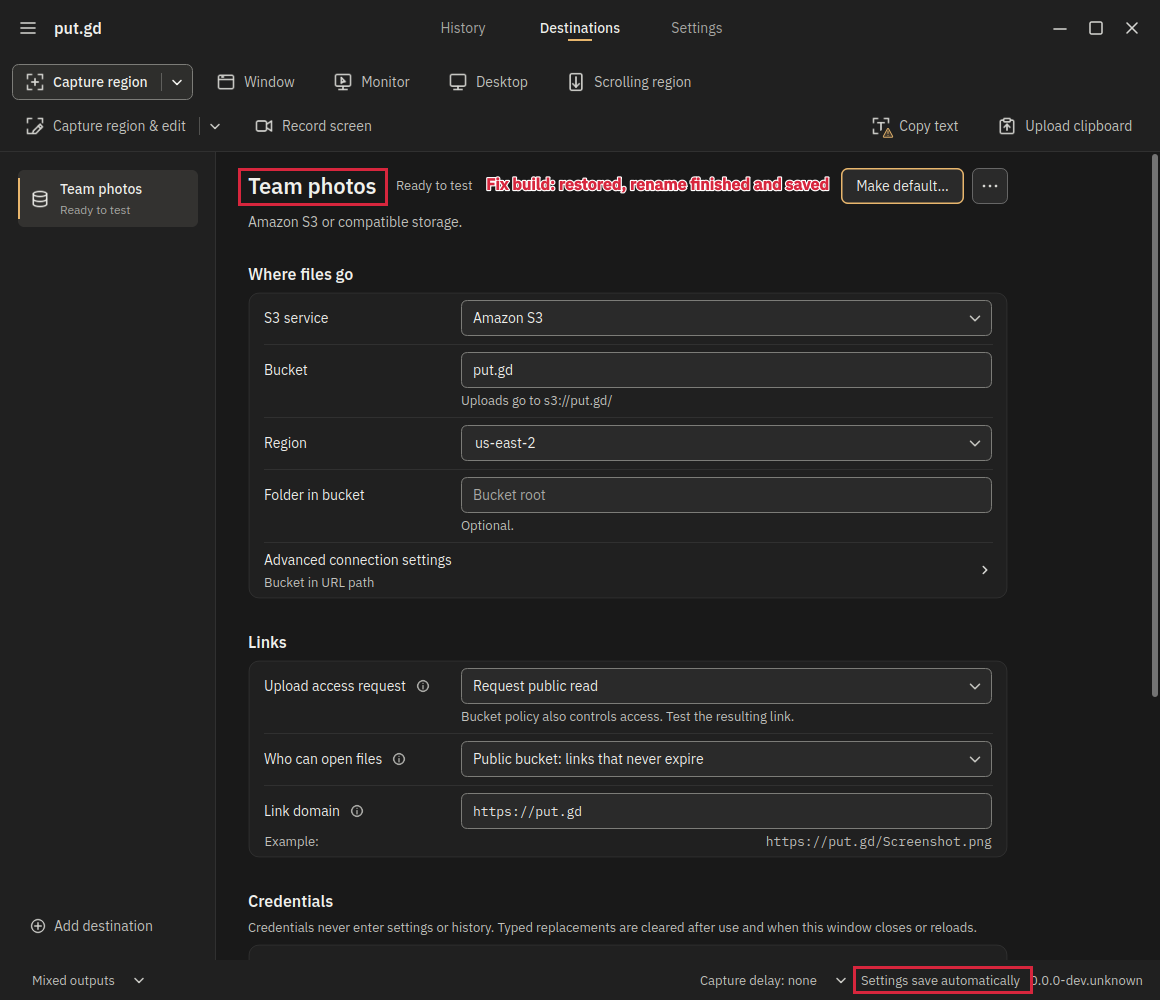 put.gd
History
Destinations
Settings
Capture region
Window
Monitor
Desktop
Scrolling region
Capture region & edit
Record screen
Copy text
Upload clipboard
Team photos
Ready to test
Team photos
Ready to test
Fix build: restored, rename finished and saved
Make default...
Amazon S3 or compatible storage.
Where files go
S3 service
Amazon S3
Bucket
put.gd
Uploads go to s3://put.gd/
Region
us-east-2
Folder in bucket
Bucket root
Optional.
Advanced connection settings
Bucket in URL path
Links
Upload access request
Request public read
Bucket policy also controls access. Test the resulting link.
Who can open files
Public bucket: links that never expire
Link domain
https://put.gd
Example:
https://put.gd/Screenshot.png
Credentials
Credentials never enter settings or history. Typed replacements are cleared after use and when this window closes or reloads.
Add destination
Mixed outputs
Capture delay: none
Settings save automatically
0.0.0-dev.unknown